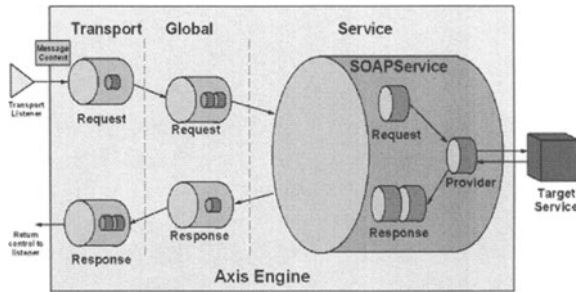 Transport
Global
Service
Message
Context
SOAPService
Transport
Listener
Request
Request
Request
Provider
Target
Service
Return
control to
listener
Response
Response
Response
Axis Engine